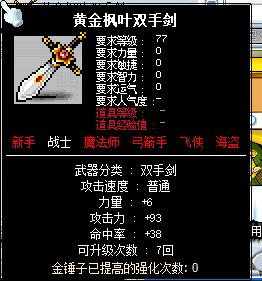 黄金枫叶双手剑
要求等级： 77
要求力量： 0
要求敏捷： 0
要求智力： 0
要求运气： 0
要求人气度： -
道具等级： -
道具经验值： -
新手 战士 魔法师 弓箭手 飞侠 海盗
武器分类 : 双手剑
攻击速度 : 普通
力量 : +6
攻击力 : +93
命中率 : +38
可升级次数 : 7回
金锤子已提高的强化次数: 0